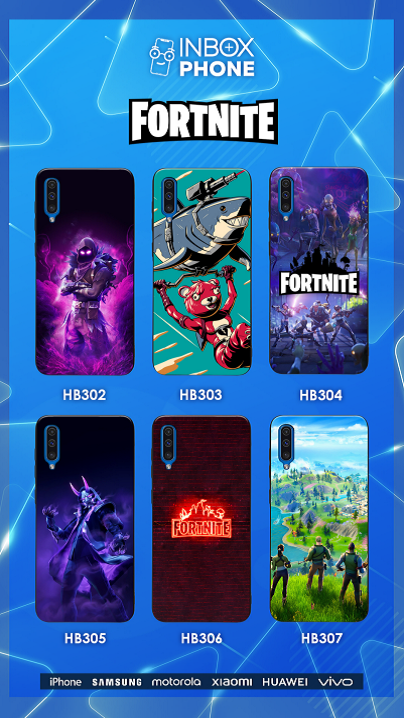 INBOX
PHONE
FORTNITE
FORTNITE
HB302 HB303 HB304
FORTNITE
HB305 HB306 HB307
iPhone SAMSUNG motorola xiaomi HUAWEI vivo